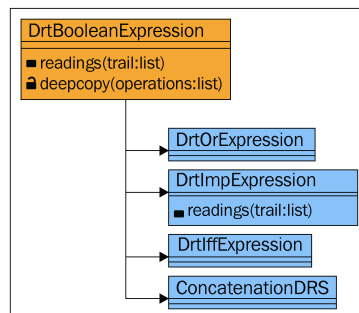 DrtBooleanExpression
readings(trail:list)
deepcopy(operations:list)
DrtOrExpression
DrtImpExpression
readings(trail:list)
DrtIffExpression
ConcatenationDRS